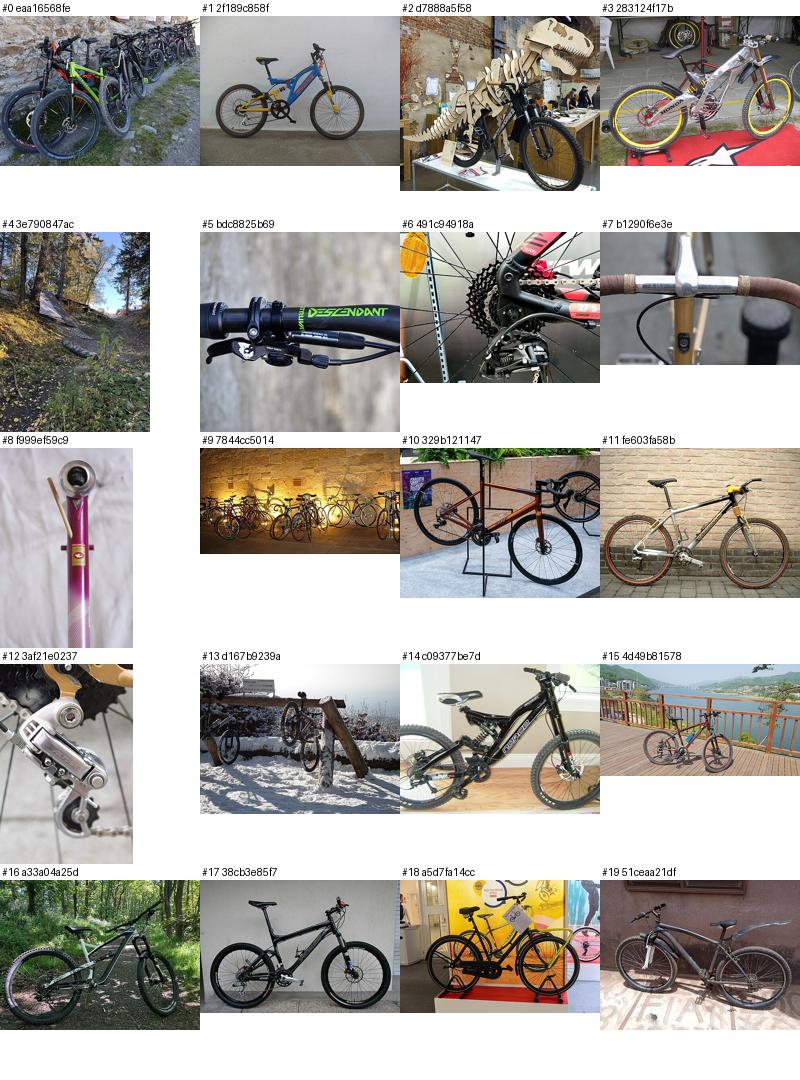 #0 eaa16568fe
#1 2f189c858f
#2 d7888a5f58
#3 283124f17b
HONDA
#4 3e790847ac
#5 bdc8825b69
#6 491c94918a
#7 b1290f6e3e
DESCENDANT
#8 f999ef59c9
#9 7844cc5014
#10 329b121147
#11 fe603fa58b
#12 3af21e0237
#13 d167b9239a
#14 c09377be7d
#15 4d49b81578
#16 a33a04a25d
#17 38cb3e85f7
#18 a5d7fa14cc
#19 51ceaa21df